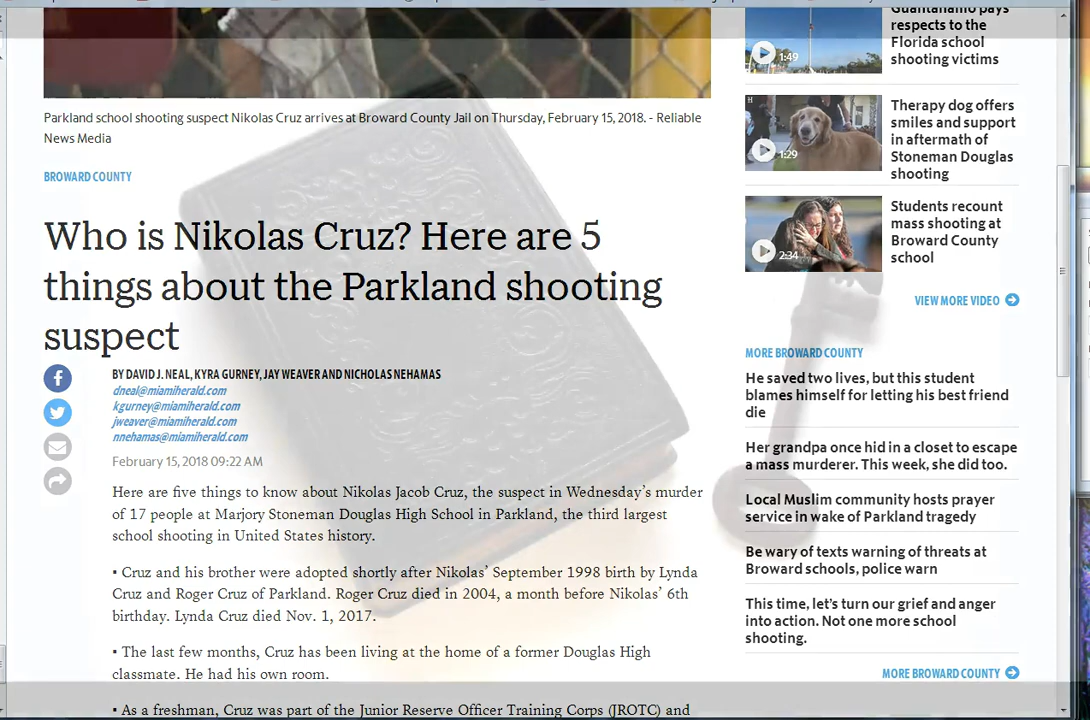 Parkland school shooting suspect Nikolas Cruz arrives at Broward County Jail on Thursday, February 15, 2018. - Reliable
News Media
BROWARD COUNTY
Who is Nikolas Cruz? Here are 5
things about the Parkland shooting
suspect
BY DAVID J. NEAL, KYRA GURNEY, JAY WEAVER AND NICHOLAS NEHAMAS
dneal@miamiherald.com
kgurney@miamiherald.com
jweaver@miamiherald.com
nnehamas@miamiherald.com
February 15, 2018 09:22 AM
Here are five things to know about Nikolas Jacob Cruz, the suspect in Wednesday's murder
of 17 people at Marjory Stoneman Douglas High School in Parkland, the third largest
school shooting in United States history.
▪ Cruz and his brother were adopted shortly after Nikolas' September 1998 birth by Lynda
Cruz and Roger Cruz of Parkland. Roger Cruz died in 2004, a month before Nikolas' 6th
birthday. Lynda Cruz died Nov. 1, 2017.
▪ The last few months, Cruz has been living at the home of a former Douglas High
classmate. He had his own room.
▪ As a freshman, Cruz was part of the Junior Reserve Officer Training Corps (JROTC) and
Guantanamo pays
respects to the
Florida school
shooting victims
1:49
Therapy dog offers
smiles and support
in aftermath of
Stoneman Douglas
shooting
H
1:29
Students recount
mass shooting at
Broward County
school
2:34
VIEW MORE VIDEO
MORE BROWARD COUNTY
He saved two lives, but this student
blames himself for letting his best friend
die
Her grandpa once hid in a closet to escape
a mass murderer. This week, she did too.
Local Muslim community hosts prayer
service in wake of Parkland tragedy
Be wary of texts warning of threats at
Broward schools, police warn
This time, let's turn our grief and anger
into action. Not one more school
shooting.
MORE BROWARD COUNTY